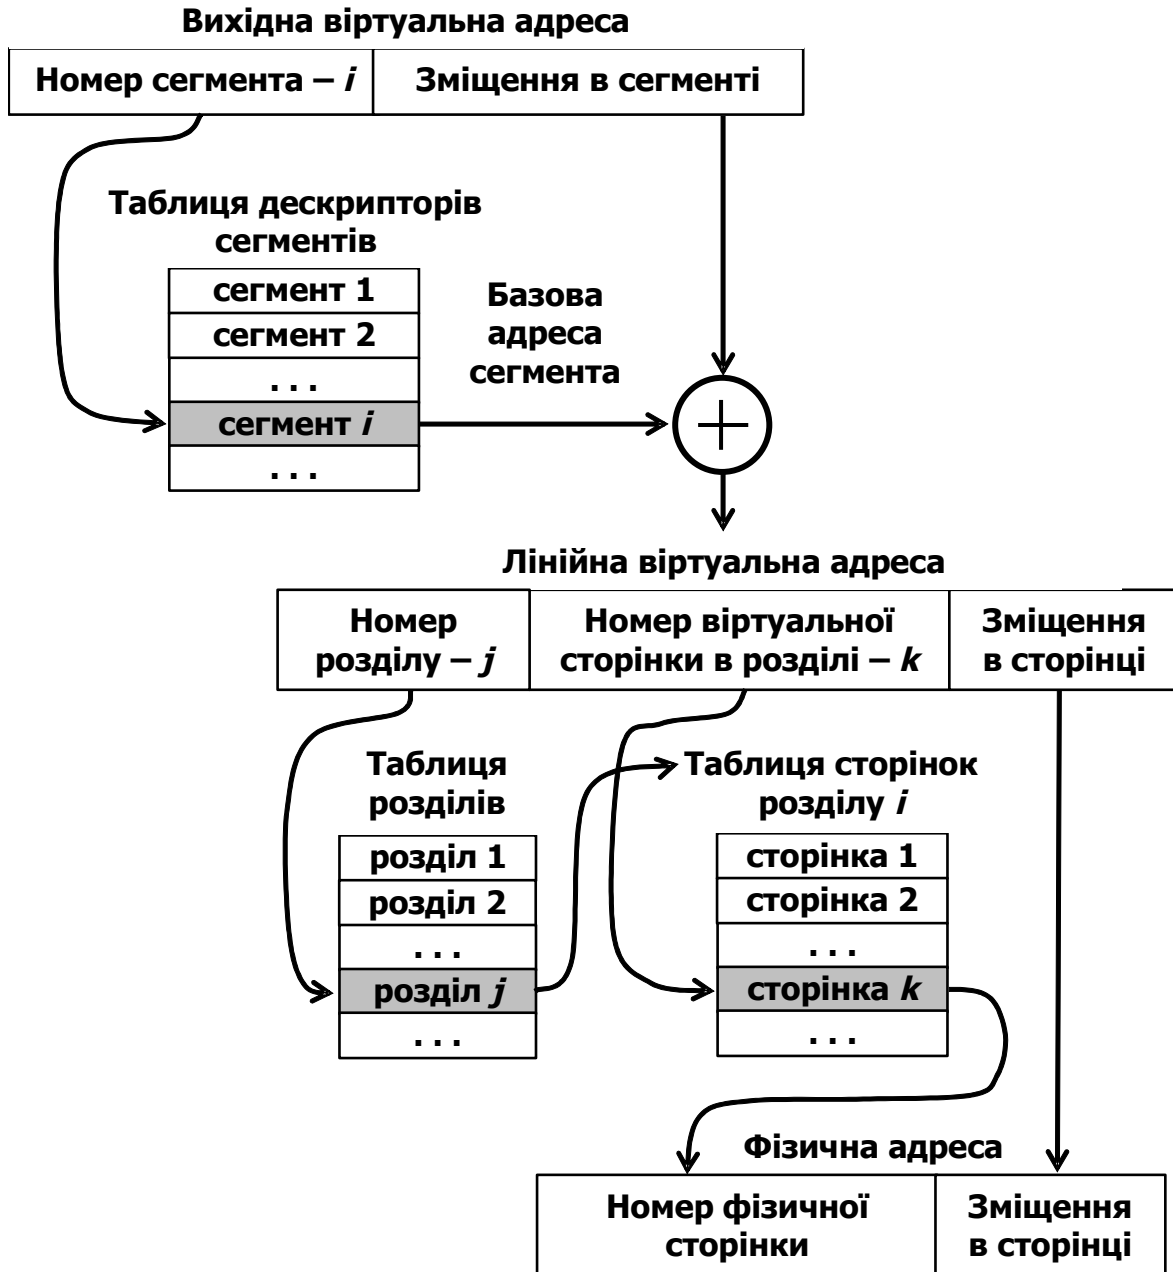 Вихідна віртуальна адреса
Номер сегмента – i
Зміщення в сегменті
Таблиця дескрипторів
сегментів
сегмент 1
сегмент 2
. . .
сегмент i
. . .
Базова
адреса
сегмента
Лінійна віртуальна адреса
Номер
розділу – j
Номер віртуальної
сторінки в розділі – k
Зміщення
в сторінці
Таблиця
розділів
розділ 1
розділ 2
. . .
розділ j
. . .
Таблиця сторінок
розділу i
сторінка 1
сторінка 2
. . .
сторінка k
. . .
Фізична адреса
Номер фізичної
сторінки
Зміщення
в сторінці